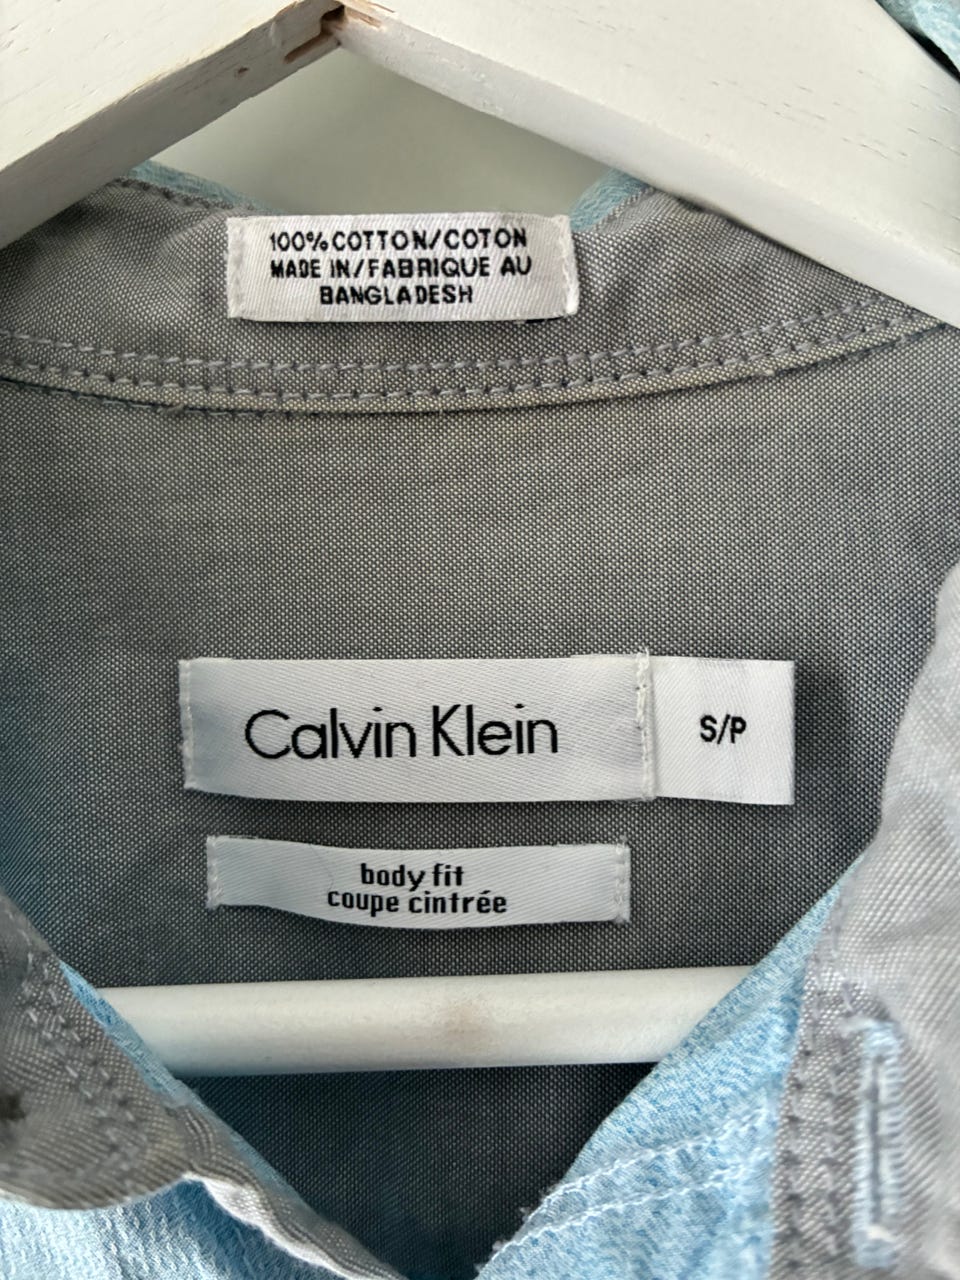 100% COTTON/COTON
MADE IN/FABRIQUE AU
BANGLADESH
Calvin Klein
S/P
body fit
coupe cintrée